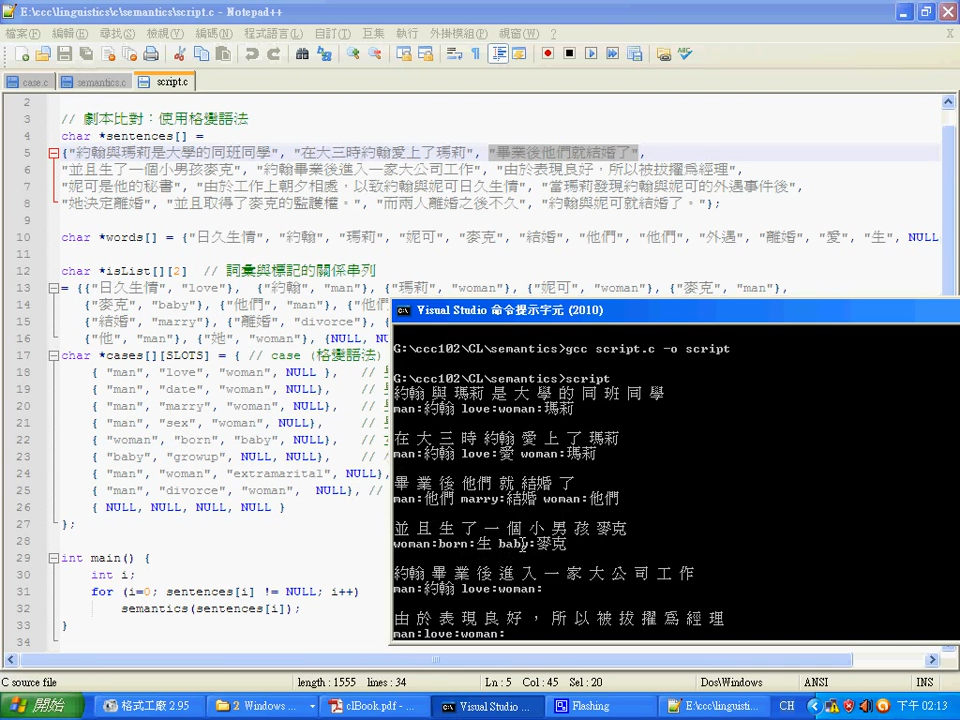 E:\ccc\linguistics\c\semantics\script.c - Notepad++
檔案(F) 編輯(E) 尋找(S) 檢視(V) 編碼(N) 程式語言(L) 自訂(T) 巨集 執行 外掛模組(P) 視窗(W) ?
case.c semantics.c script.c
2
3 // 劇本比對：使用格變語法
4 char *sentences[] =
5 {"約翰與瑪莉是大學的同班同學", "在大三時約翰愛上了瑪莉", "畢業後他們就結婚了",
6 "並且生了一個小男孩麥克", "約翰畢業後進入一家大公司工作", "由於表現良好，所以被拔擢為經理",
7 "妮可是他的秘書", "由於工作上朝夕相處，以致約翰與妮可日久生情", "當瑪莉發現約翰與妮可的外遇事件後",
8 "她決定離婚", "並且取得了麥克的監護權。", "而兩人離婚之後不久", "約翰與妮可就結婚了。"};
9
10 char *words[] = {"日久生情", "約翰", "瑪莉", "妮可", "麥克", "結婚", "他們", "他們", "外遇", "離婚", "愛", "生", NULL
11
12 char *isList[][2] // 詞彙與標記的關係串列
13 = {{"日久生情", "love"}, {"約翰", "man"}, {"瑪莉", "woman"}, {"妮可", "woman"}, {"麥克", "man"},
14 {"麥克", "baby"}, {"他們", "man"}, {"他們
15 {"結婚", "marry"}, {"離婚", "divorce"}, {
16 {"他", "man"}, {"她", "woman"}, {NULL, NULL
17 char *cases[][SLOTS] = { // case (格變語法)
18 { "man", "love", "woman", NULL }, //
19 { "man", "date", "woman", NULL}, //
20 { "man", "marry", "woman", NULL}, //
21 { "man", "sex", "woman", NULL}, //
22 { "woman", "born", "baby", NULL}, //
23 { "baby", "growup", NULL, NULL}, //
24 { "man", "woman", "extramarital", NULL},
25 { "man", "divorce", "woman", NULL}, //
26 { NULL, NULL, NULL, NULL }
27 };
28
29 int main() {
30 int i;
31 for (i=0; sentences[i] != NULL; i++)
32 semantics(sentences[i]);
33 }
34
Visual Studio 命令提示字元 (2010)
G:\ccc102\CL\semantics>gcc script.c -o script
G:\ccc102\CL\semantics>script
約翰 與 瑪莉 是 大 學 的 同 班 同 學
man:約翰 love:woman:瑪莉
在 大 三 時 約翰 愛 上 了 瑪莉
man:約翰 love:愛 woman:瑪莉
畢 業 後 他們 就 結婚 了
man:他們 marry:結婚 woman:他們
並 且 生 了 一 個 小 男 孩 麥克
woman:born:生 baby:麥克
約翰 畢 業 後 進 入 一 家 大 公 司 工 作
man:約翰 love:woman:
由 於 表 現 良 好 ， 所 以 被 拔 擢 為 經 理
man:love:woman:
C source file length : 1555 lines : 34 Ln : 5 Col : 45 Sel : 20 Dos\Windows ANSI INS
開始 格式工廠 2.95 2 Windows ... clBook.pdf - ... Visual Studio ... Flashing E:\ccc\linguisti... CH 下午 02:13